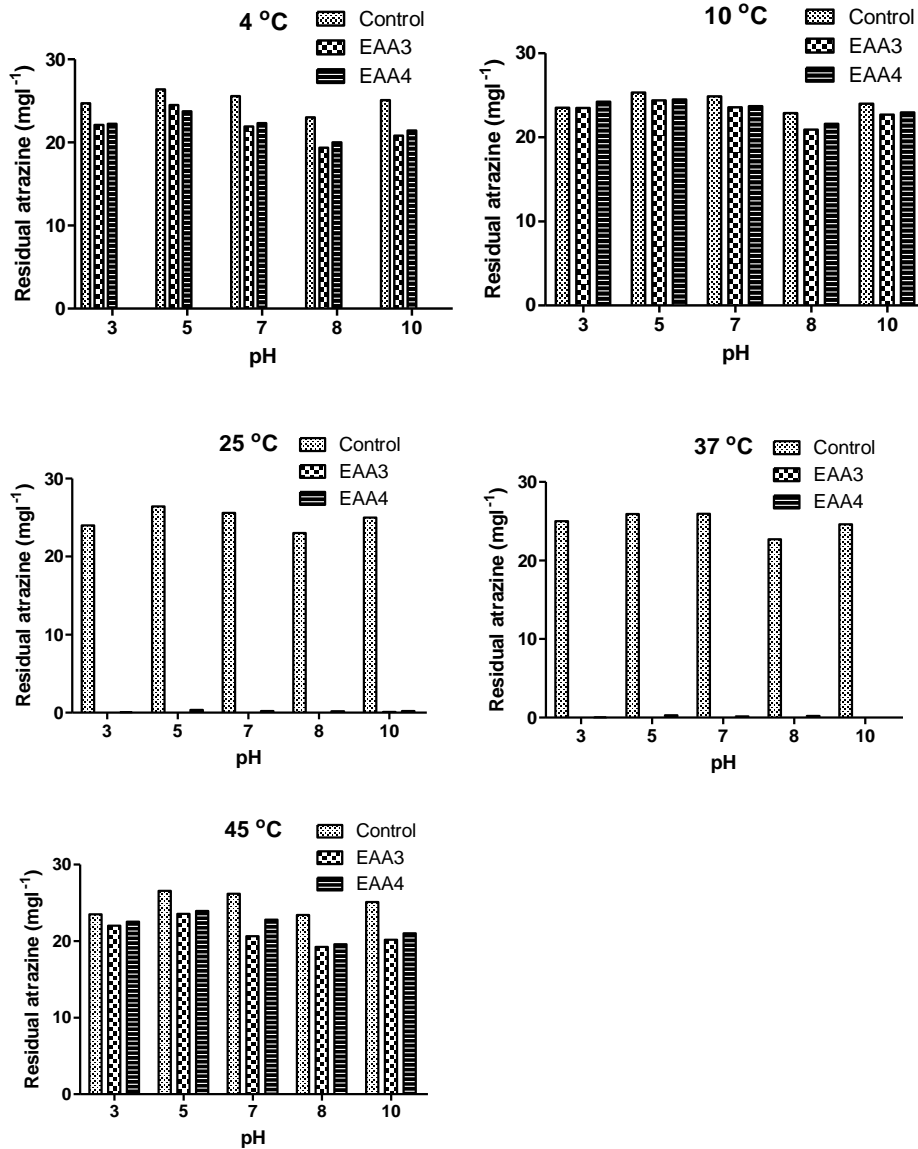 4 °C
Control
EAA3
EAA4
Residual atrazine (mgl⁻¹)
30
20
10
0
3 5 7 8 10
pH
10 °C
Control
EAA3
EAA4
Residual atrazine (mgl⁻¹)
30
20
10
0
3 5 7 8 10
pH
25 °C
Control
EAA3
EAA4
Residual atrazine (mgl⁻¹)
30
20
10
0
3 5 7 8 10
pH
37 °C
Control
EAA3
EAA4
Residual atrazine (mgl⁻¹)
30
20
10
0
3 5 7 8 10
pH
45 °C
Control
EAA3
EAA4
Residual atrazine (mgl⁻¹)
30
20
10
0
3 5 7 8 10
pH